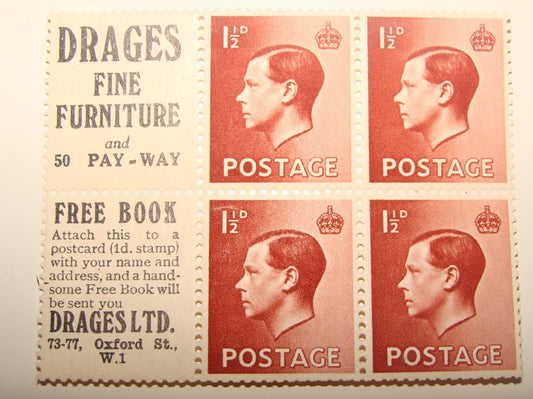 DRAGES
FINE
FURNITURE
and
50 PAY-WAY
FREE BOOK
Attach this to a
postcard (1d. stamp)
with your name and
address, and a hand-
some Free Book will
be sent you
DRAGES LTD.
73-77, Oxford St.,
W.1
1½D
POSTAGE
1½D
POSTAGE
1½D
POSTAGE
1½D
POSTAGE